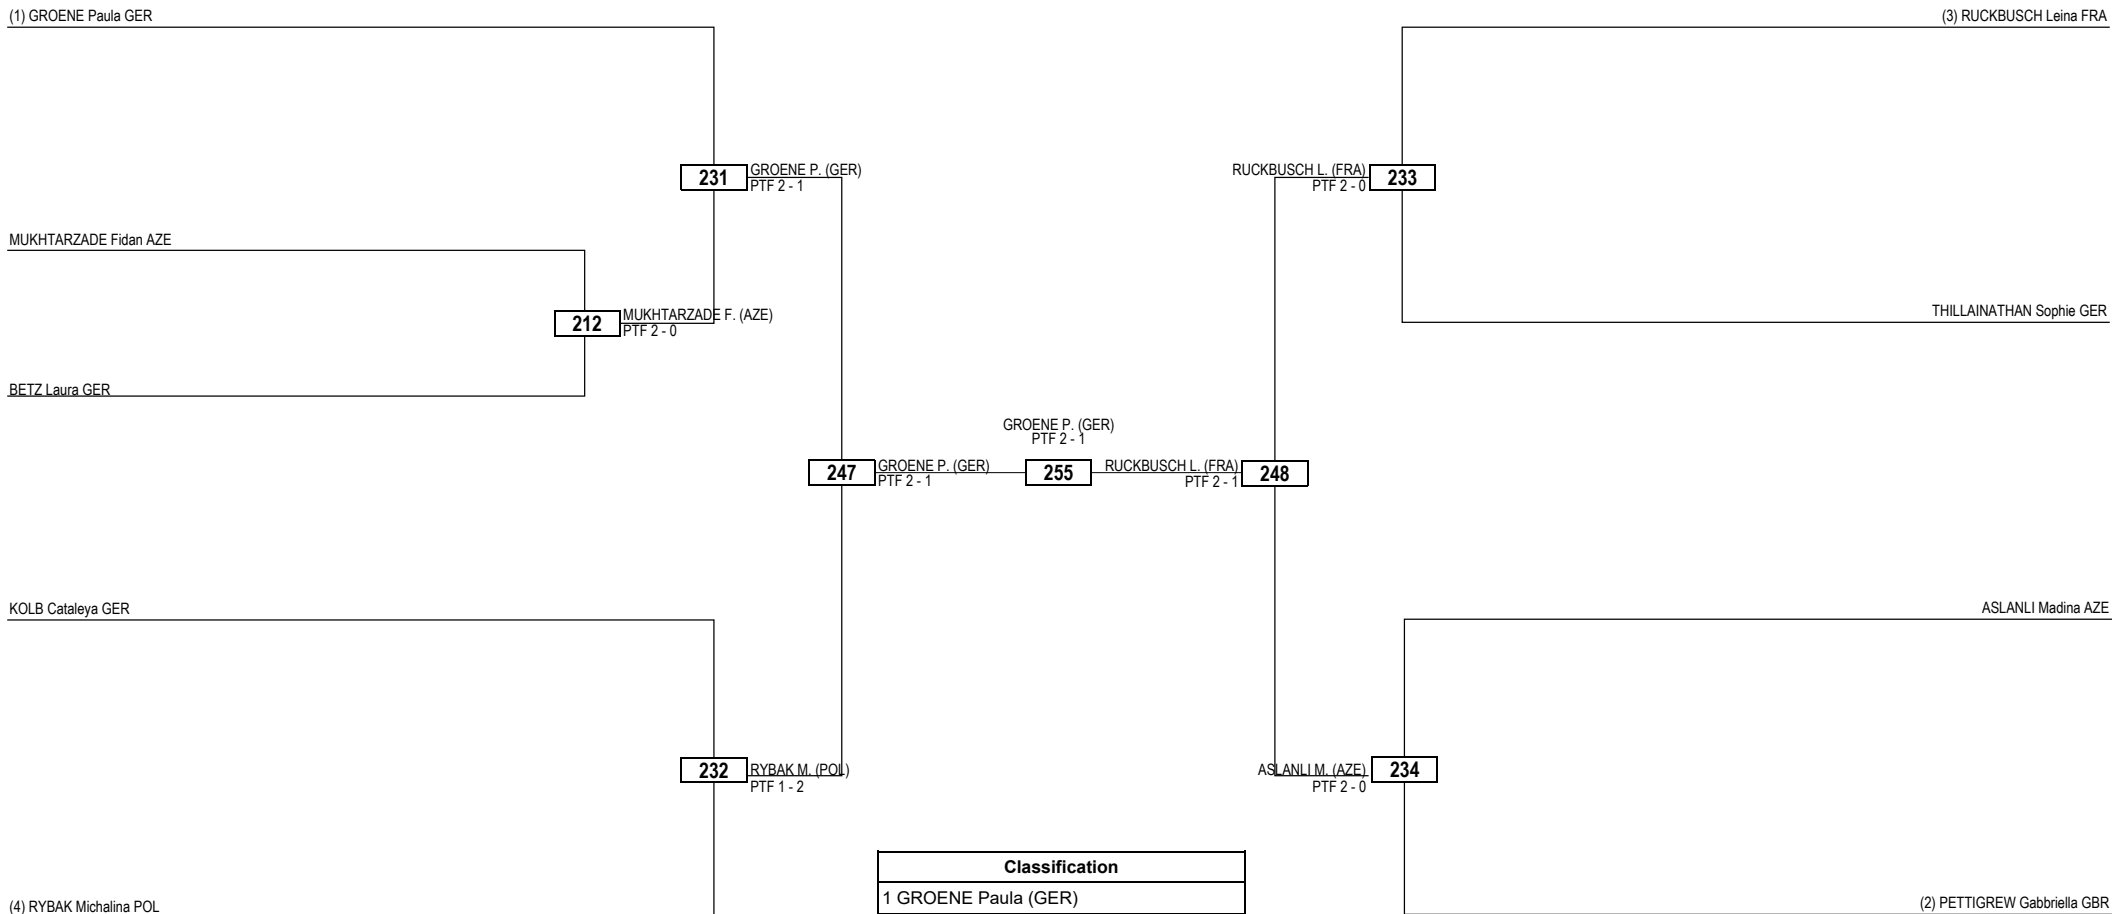 (1) GROENE Paula GER
(3) RUCKBUSCH Leina FRA
231
GROENE P. (GER)
PTF 2 - 1
RUCKBUSCH L. (FRA)
PTF 2 - 0
233
MUKHTARZADE Fidan AZE
212
MUKHTARZADE F. (AZE)
PTF 2 - 0
THILLAINATHAN Sophie GER
BETZ Laura GER
GROENE P. (GER)
PTF 2 - 1
247
GROENE P. (GER)
PTF 2 - 1
255
RUCKBUSCH L. (FRA)
PTF 2 - 1
248
KOLB Cataleya GER
ASLANLI Madina AZE
232
RYBAK M. (POL)
PTF 1 - 2
ASLANLI M. (AZE)
PTF 2 - 0
234
Classification
1 GROENE Paula (GER)
(4) RYBAK Michalina POL
(2) PETTIGREW Gabbriella GBR